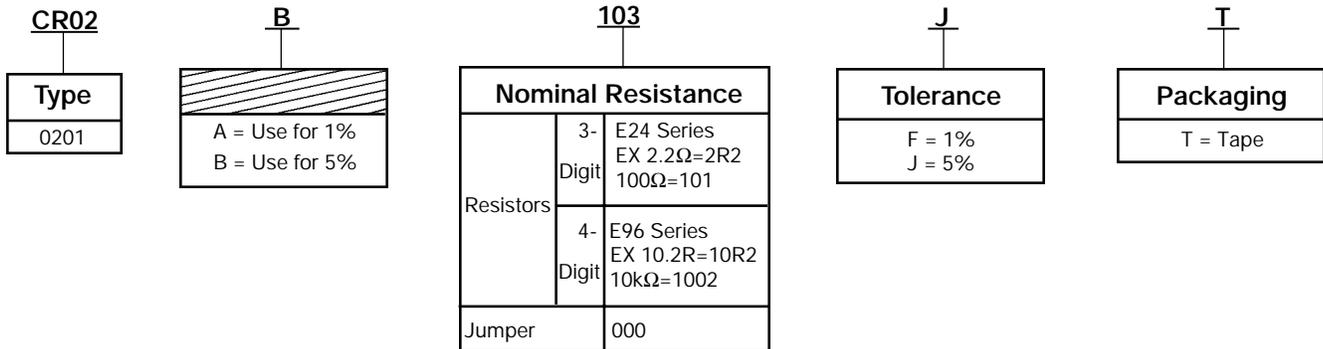 CR02 B 103 J T
Type
0201
A = Use for 1%
B = Use for 5%
Nominal Resistance
Resistors
3-
Digit
E24 Series
EX 2.2Ω=2R2
100Ω=101
4-
Digit
E96 Series
EX 10.2R=10R2
10kΩ=1002
Jumper 000
Tolerance
F = 1%
J = 5%
Packaging
T = Tape